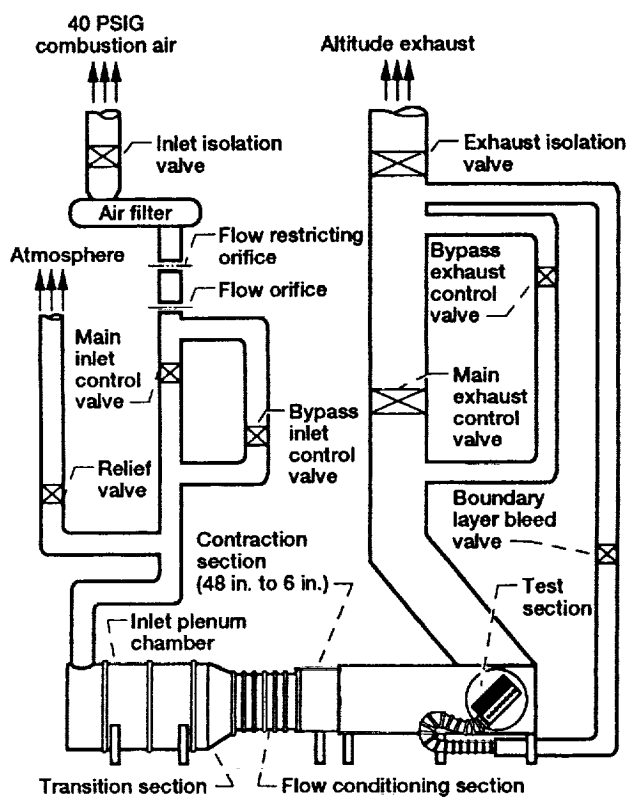 40 PSIG
combustion air
Altitude exhaust
Inlet isolation
valve
Exhaust isolation
valve
Air filter
Atmosphere
Flow restricting
orifice
Flow orifice
Bypass
exhaust
control
valve
Main
inlet
control
valve
Main
exhaust
control
valve
Bypass inlet
control
valve
Relief
valve
Boundary
layer bleed
valve
Contraction
section
(48 in. to 6 in.)
Test
section
Inlet plenum
chamber
Transition section
Flow conditioning section